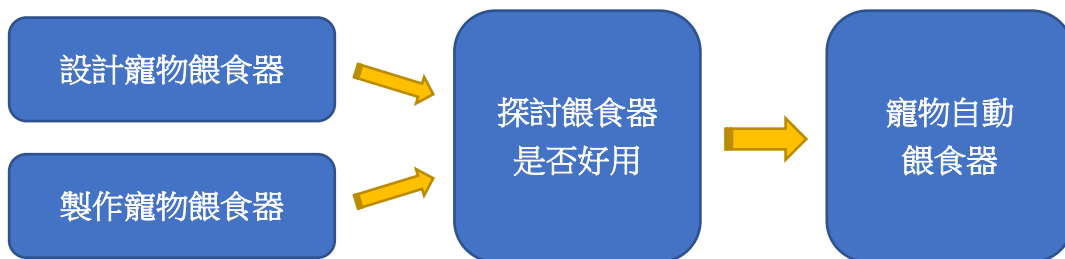 設計寵物餵食器
製作寵物餵食器
探討餵食器
是否好用
寵物自動
餵食器